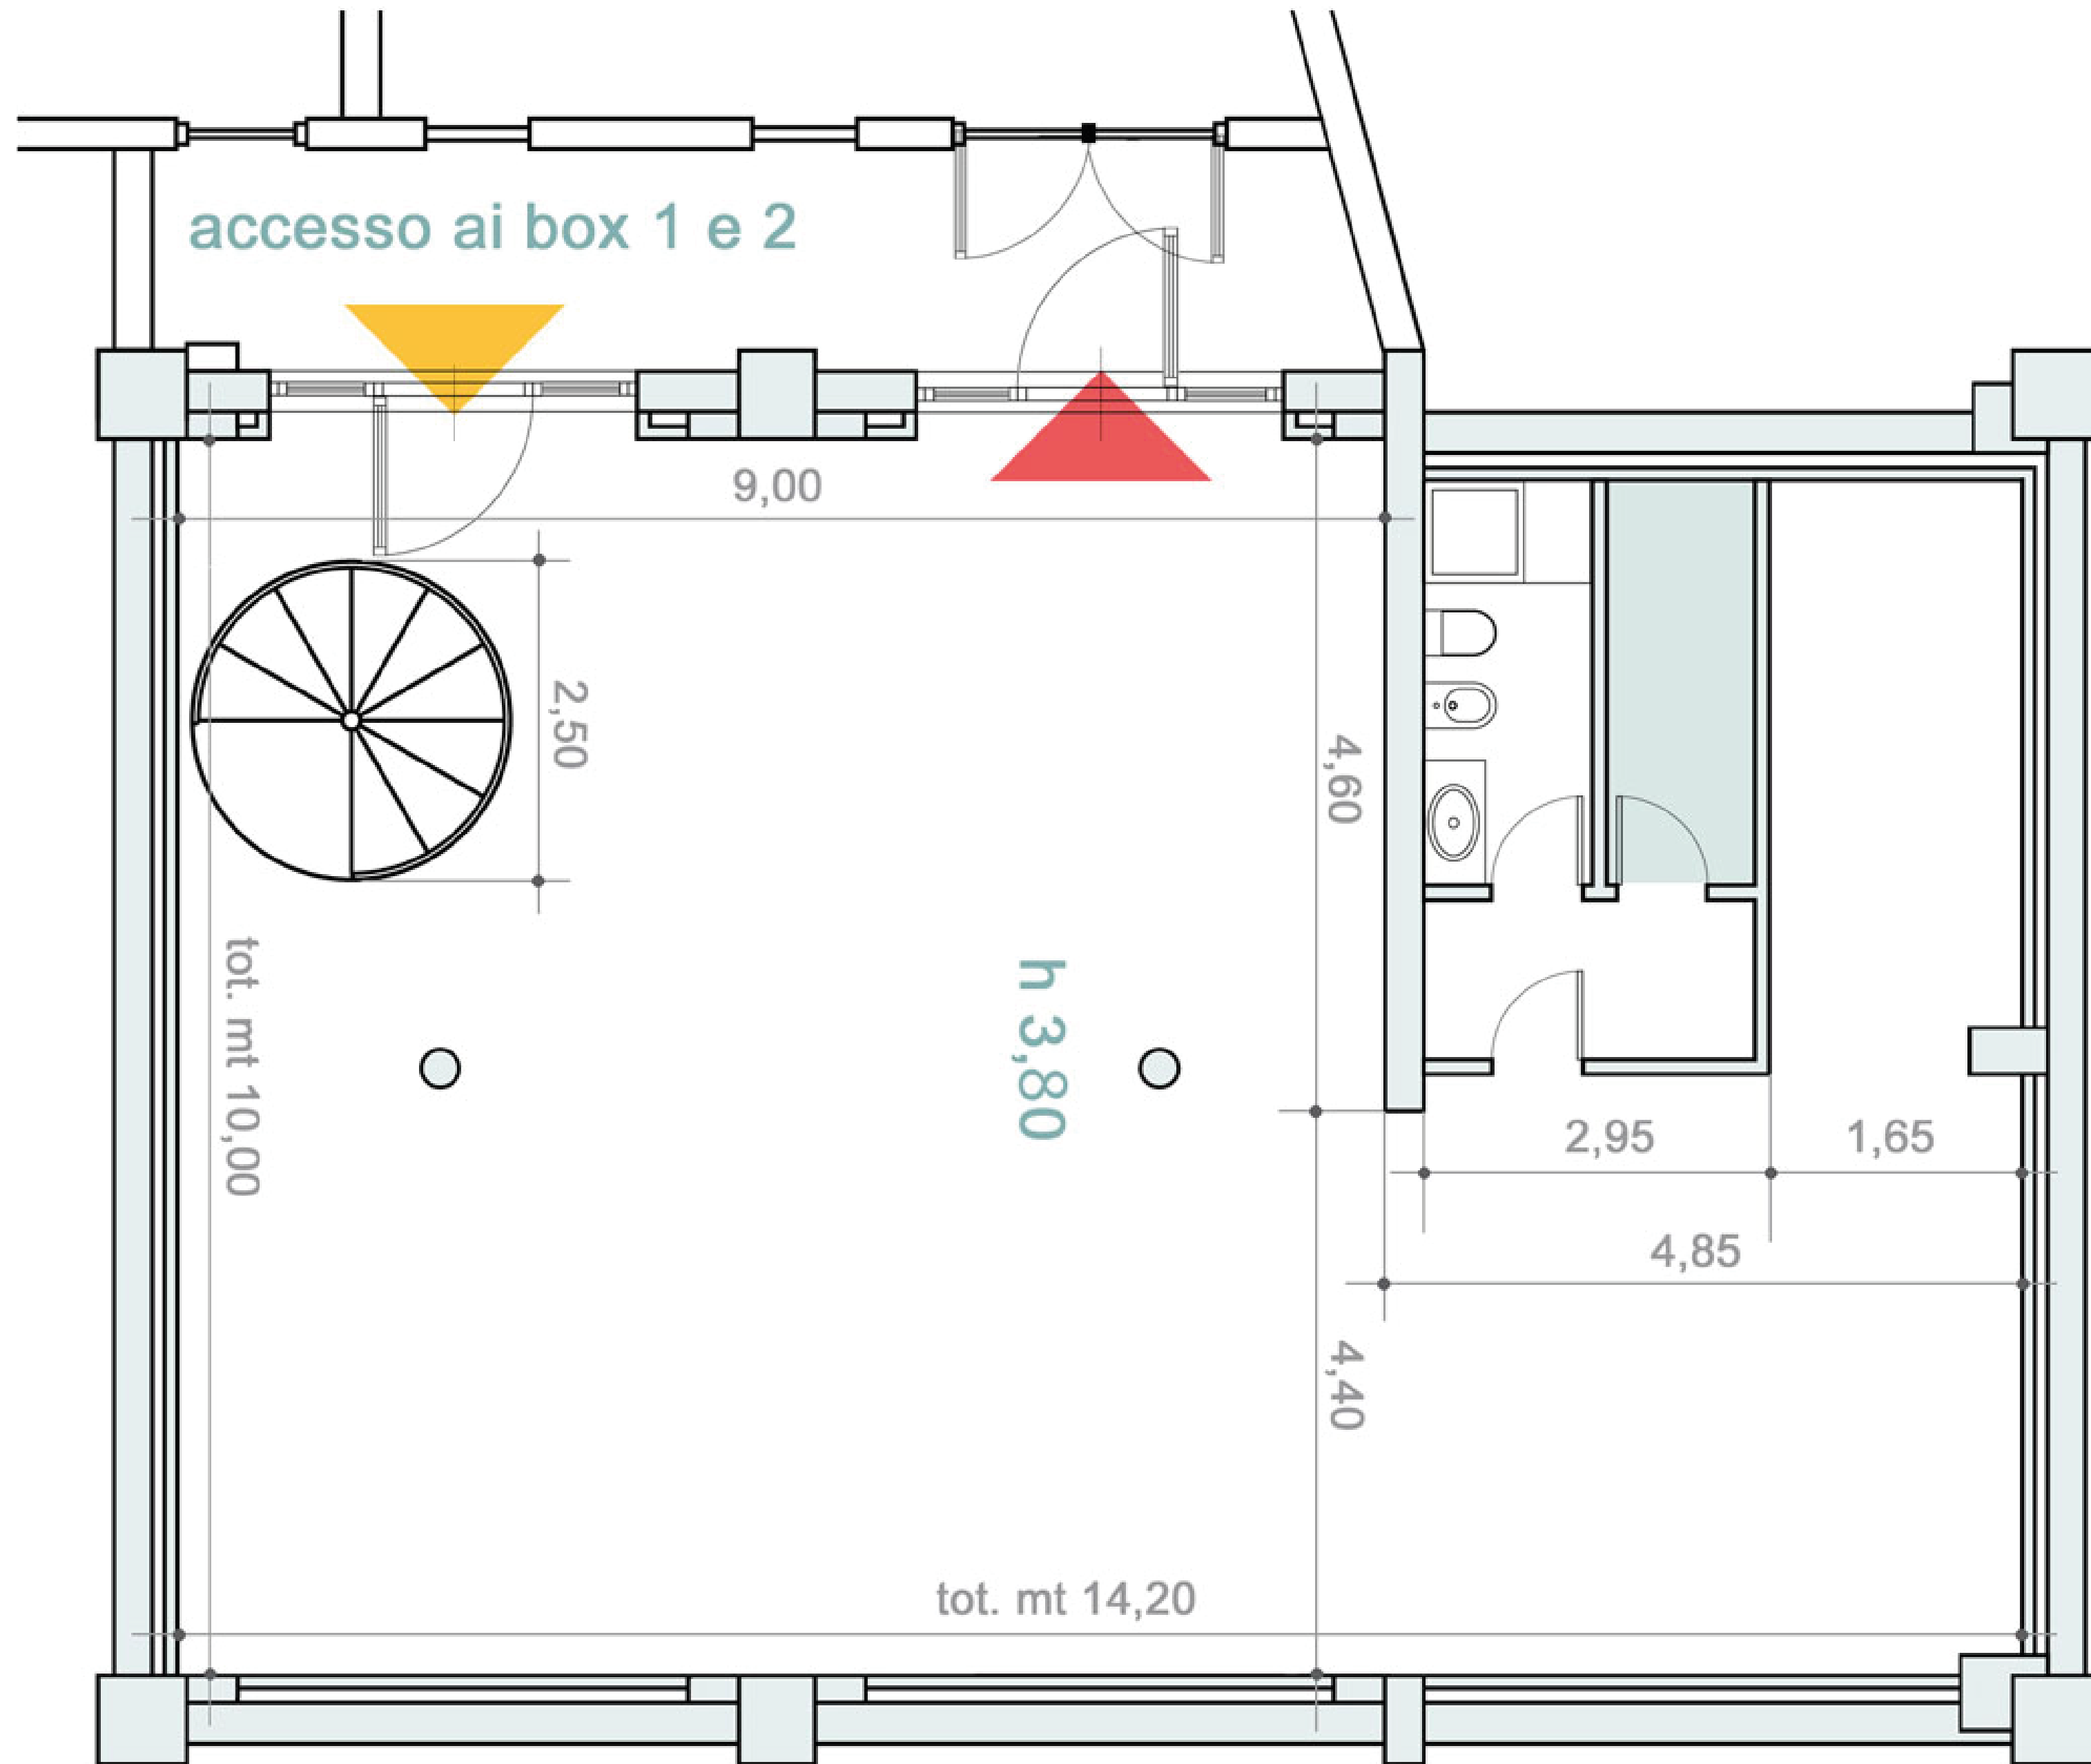 accesso ai box 1 e 2
9,00
2,50
4,60
tot. mt 10,00
h 3,80
2,95
1,65
4,85
4,40
tot. mt 14,20